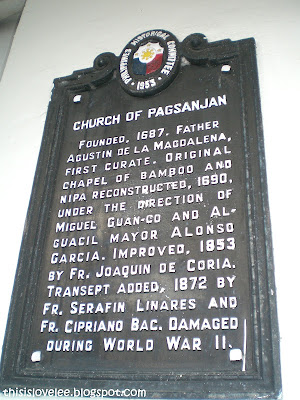 PHILIPPINES HISTORICAL COMMITTEE
1953
CHURCH OF PAGSANJAN
FOUNDED, 1687. FATHER
AGUSTIN DE LA MAGDALENA,
FIRST CURATE. ORIGINAL
CHAPEL OF BAMBOO AND
NIPA RECONSTRUCTED, 1690,
UNDER THE DIRECTION OF
MIGUEL GUAN-CO AND AL-
GUACIL MAYOR ALONSO
GARCIA. IMPROVED, 1853
BY FR. JOAQUIN DE CORIA.
TRANSEPT ADDED, 1872 BY
FR. SERAFIN LINARES AND
FR. CIPRIANO BAC. DAMAGED
DURING WORLD WAR II.
thisislovelee.blogspot.com